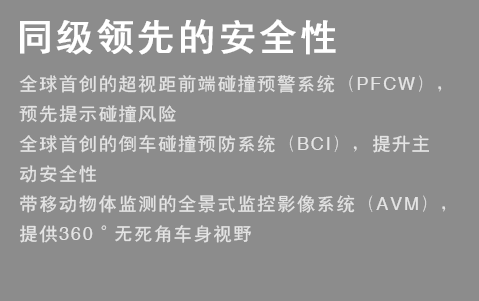 同级领先的安全性
全球首创的超视距前端碰撞预警系统（PFCW），
预先提示碰撞风险
全球首创的倒车碰撞预防系统（BCI），提升主
动安全性
带移动物体监测的全景式监控影像系统（AVM），
提供360°无死角车身视野